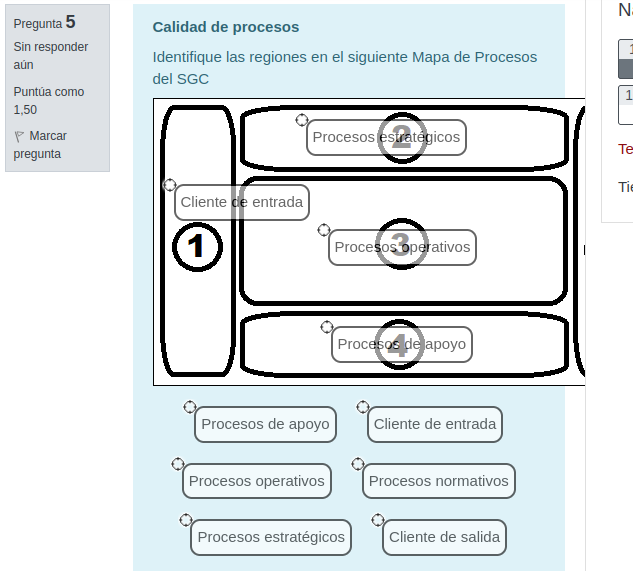 Pregunta 5
Sin responder
aún
Puntúa como
1,50
Marcar
pregunta
Calidad de procesos
Identifique las regiones en el siguiente Mapa de Procesos
del SGC
2
Procesos estratégicos
Cliente de entrada
1
3
Procesos operativos
4
Procesos de apoyo
Procesos de apoyo
Cliente de entrada
Procesos operativos
Procesos normativos
Procesos estratégicos
Cliente de salida
Na
1
1
Te
Tie